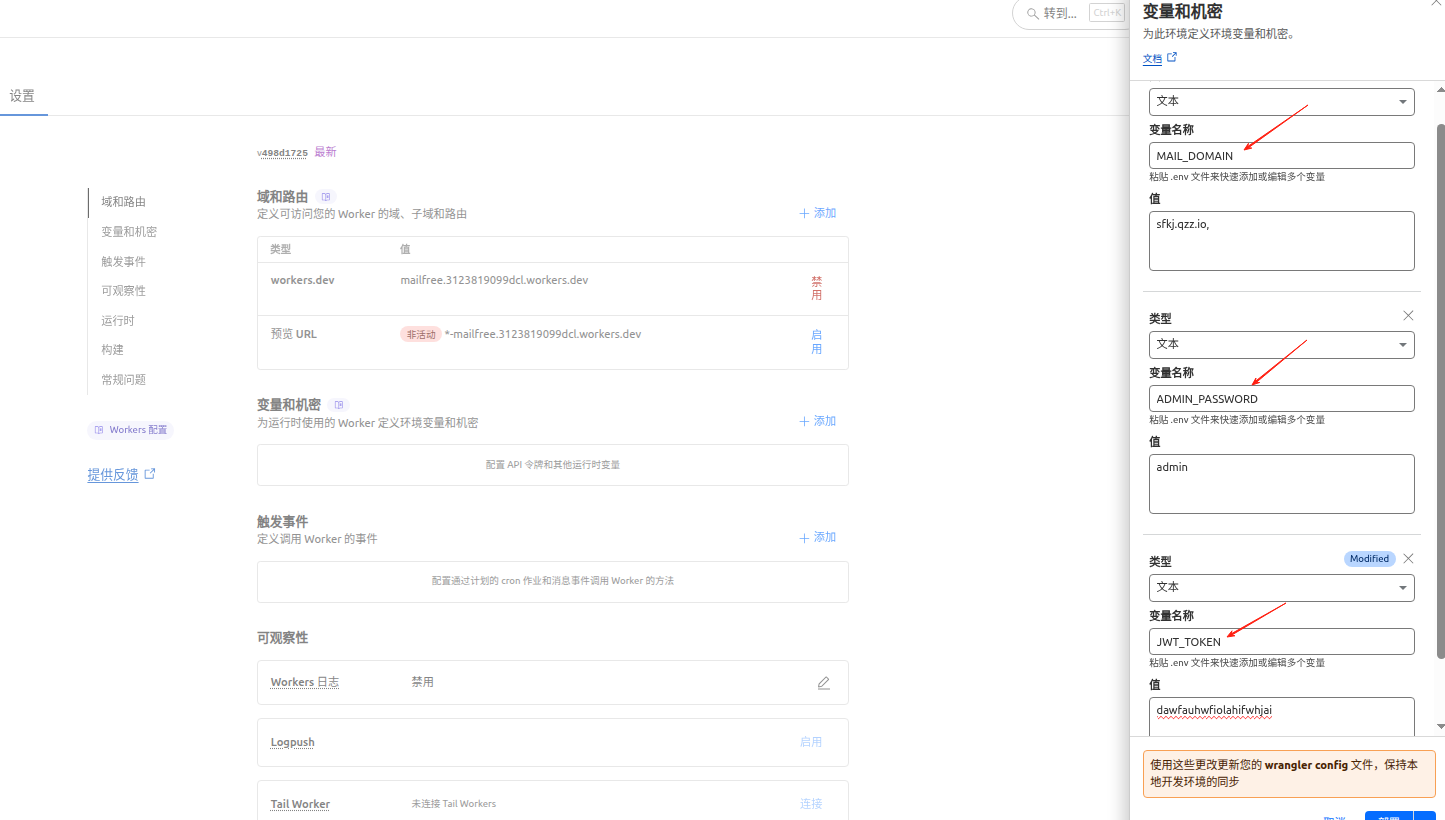 转到...
Ctrl+K
设置
v498d1725 最新
域和路由
变量和机密
触发事件
可观察性
运行时
构建
常规问题
Workers 配置
提供反馈
域和路由
定义可访问您的 Worker 的域、子域和路由
添加
类型 值
workers.dev mailfree.3123819099dcl.workers.dev 禁用
预览 URL 非活动 *-mailfree.3123819099dcl.workers.dev 启用
变量和机密
为运行时使用的 Worker 定义环境变量和机密
添加
配置 API 令牌和其他运行时变量
触发事件
定义调用 Worker 的事件
添加
配置通过计划的 cron 作业和消息事件调用 Worker 的方法
可观察性
Workers 日志 禁用
Logpush 启用
Tail Worker 未连接 Tail Workers 连接
变量和机密
为此环境定义环境变量和机密。
文档
文本
变量名称
MAIL_DOMAIN
粘贴 .env 文件来快速添加或编辑多个变量
值
sfkj.qzz.io,
类型
文本
变量名称
ADMIN_PASSWORD
粘贴 .env 文件来快速添加或编辑多个变量
值
admin
类型 Modified
文本
变量名称
JWT_TOKEN
粘贴 .env 文件来快速添加或编辑多个变量
值
dawfauhwfiolahifwhjai
使用这些更改更新您的 wrangler config 文件，保持本
地开发环境的同步
取消 部署